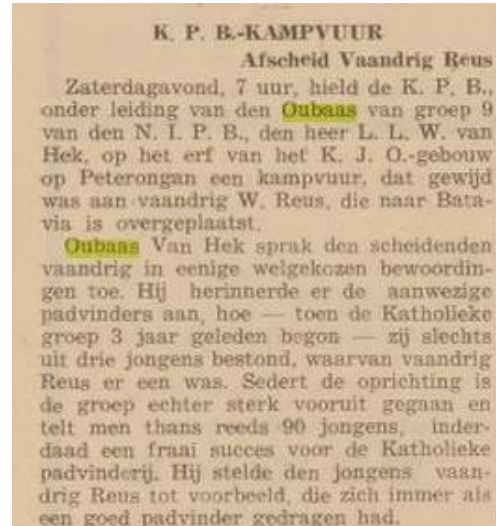 K. P. B.-KAMPVUUR
Afscheid Vaandrig Reus
Zaterdagavond, 7 uur, hield de K. P. B.,
onder leiding van den Oubaas van groep 9
van den N. I. P. B., den heer L. L. W. van
Hek, op het erf van het K. J. O.-gebouw
op Peterongan een kampvuur, dat gewijd
was aan vaandrig W. Reus, die naar Bata-
via is overgeplaatst.
Oubaas Van Hek sprak den scheidenden
vaandrig in eenige welgekozen bewoordin-
gen toe. Hij herinnerde er de aanwezige
padvinders aan, hoe — toen de Katholieke
groep 3 jaar geleden begon — zij slechts
uit drie jongens bestond, waarvan vaandrig
Reus er een was. Sedert de oprichting is
de groep echter sterk vooruit gegaan en
telt men thans reeds 90 jongens, inder-
daad een fraai succes voor de Katholieke
padvinderij. Hij stelde den jongens vaan-
drig Reus tot voorbeeld, die zich immer als
een goed padvinder gedragen had.